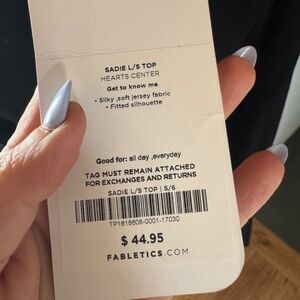 SADIE L/S TOP
HEARTS CENTER
Get to know me
• Silky ,soft jersey fabric
• Fitted silhouette
Good for: all day ,everyday
TAG MUST REMAIN ATTACHED
FOR EXCHANGES AND RETURNS
SADIE L/S TOP | S/6
TP1618608-0001-17030
$ 44.95
FABLETICS.COM